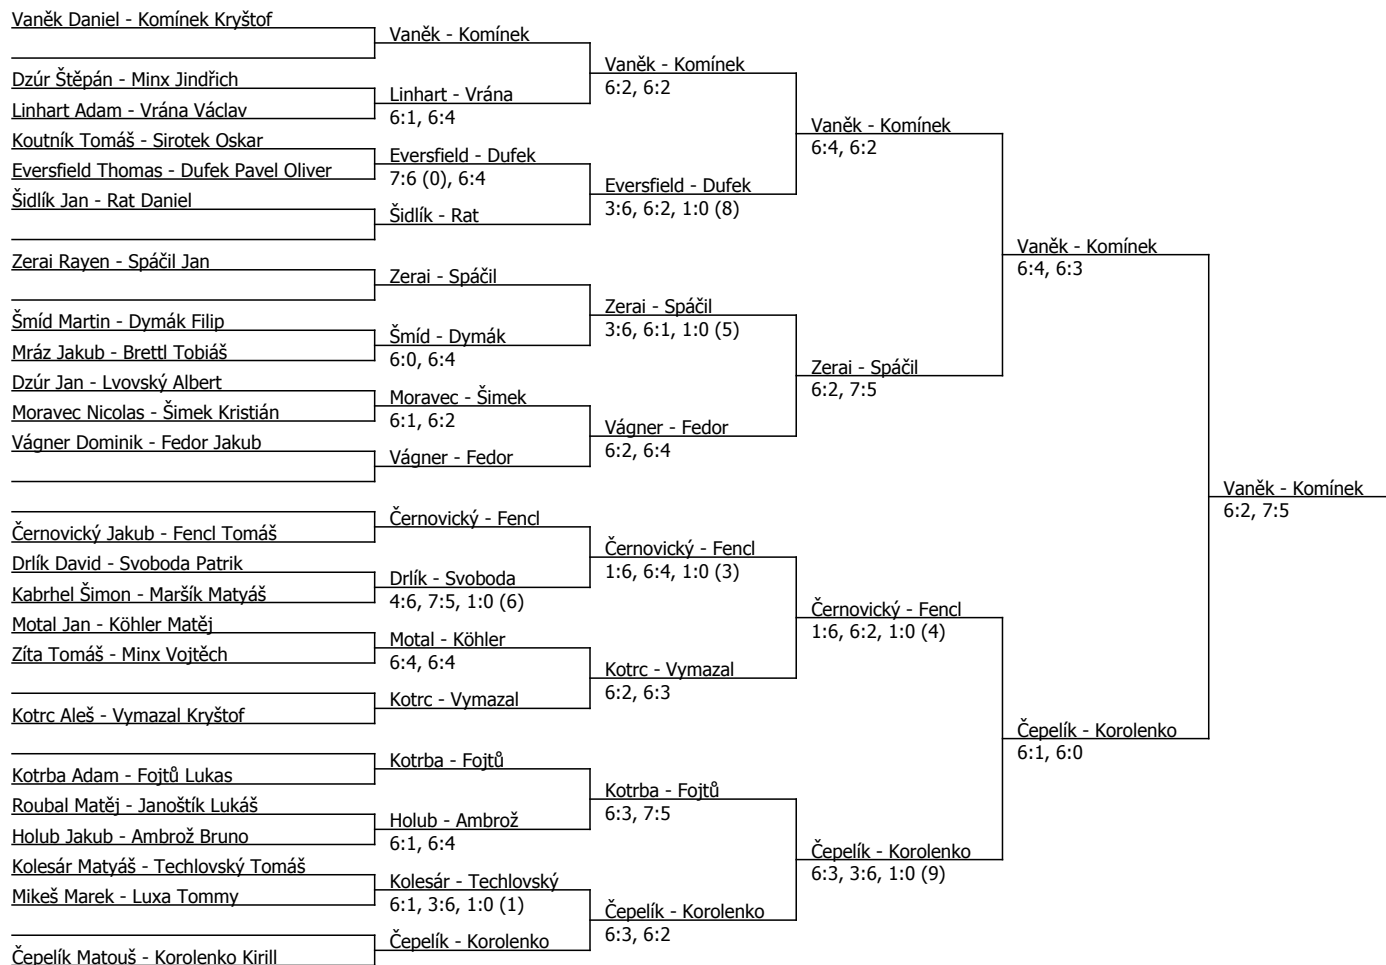 Vaněk Daniel - Komínek Kryštof
Dzúr Štěpán - Minx Jindřich
Linhart Adam - Vrána Václav
Koutník Tomáš - Sirotek Oskar
Eversfield Thomas - Dufek Pavel Oliver
Šidlík Jan - Rat Daniel
Zerai Rayen - Spáčil Jan
Šmíd Martin - Dymák Filip
Mráz Jakub - Brettl Tobiáš
Dzúr Jan - Lvovský Albert
Moravec Nicolas - Šimek Kristián
Vágner Dominik - Fedor Jakub
Černovický Jakub - Fencl Tomáš
Drlík David - Svoboda Patrik
Kabrhel Šimon - Maršík Matyáš
Motal Jan - Köhler Matěj
Zíta Tomáš - Minx Vojtěch
Kotrc Aleš - Vymazal Kryštof
Kotrba Adam - Fojtů Lukas
Roubal Matěj - Janoštík Lukáš
Holub Jakub - Ambrož Bruno
Kolesár Matyáš - Techlovský Tomáš
Mikeš Marek - Luxa Tommy
Čepelík Matouš - Korolenko Kirill
Vaněk - Komínek
Linhart - Vrána
6:1, 6:4
Eversfield - Dufek
7:6 (0), 6:4
Šidlík - Rat
Zerai - Spáčil
Šmíd - Dymák
6:0, 6:4
Moravec - Šimek
6:1, 6:2
Vágner - Fedor
Černovický - Fencl
Drlík - Svoboda
4:6, 7:5, 1:0 (6)
Motal - Köhler
6:4, 6:4
Kotrc - Vymazal
Kotrba - Fojtů
Holub - Ambrož
6:1, 6:4
Kolesár - Techlovský
6:1, 3:6, 1:0 (1)
Čepelík - Korolenko
Vaněk - Komínek
6:2, 6:2
Eversfield - Dufek
3:6, 6:2, 1:0 (8)
Zerai - Spáčil
3:6, 6:1, 1:0 (5)
Vágner - Fedor
6:2, 6:4
Černovický - Fencl
1:6, 6:4, 1:0 (3)
Kotrc - Vymazal
6:2, 6:3
Kotrba - Fojtů
6:3, 7:5
Čepelík - Korolenko
6:3, 6:2
Vaněk - Komínek
6:4, 6:2
Zerai - Spáčil
6:2, 7:5
Černovický - Fencl
1:6, 6:2, 1:0 (4)
Čepelík - Korolenko
6:3, 3:6, 1:0 (9)
Vaněk - Komínek
6:4, 6:3
Čepelík - Korolenko
6:1, 6:0
Vaněk - Komínek
6:2, 7:5